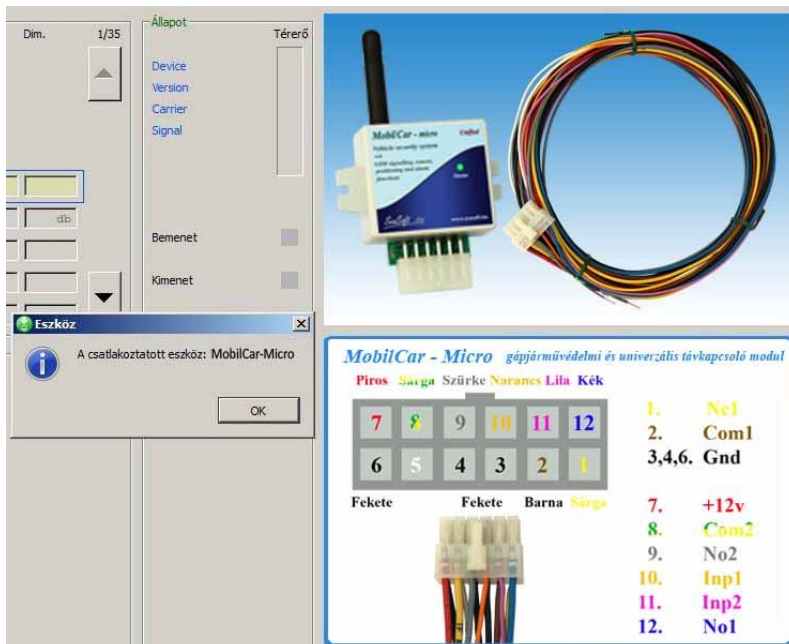 Dim.
1/35
db
Állapot
Térerő
Device
Version
Carrier
Signal
Bemenet
Kimenet
Eszköz
A csatlakoztatott eszköz: MobilCar-Micro
OK
MobilCar - micro
Vehicle security system
MobilCar - Micro gépjárművédelmi és univerzális távkapcsoló modul
Piros Sárga Szürke Narancs Lila Kék
7 8 9 10 11 12
6 5 4 3 2 1
Fekete Fekete Barna Sárga
1. Nc1
2. Com1
3,4,6. Gnd
7. +12v
8. Com2
9. No2
10. Inp1
11. Inp2
12. No1